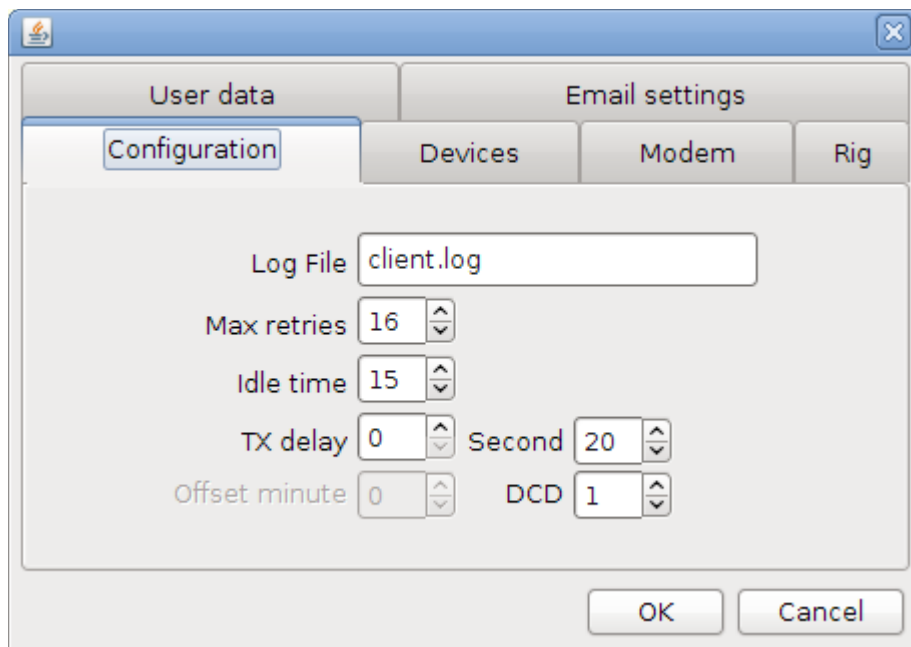 User data Email settings
Configuration Devices Modem Rig
Log File client.log
Max retries 16
Idle time 15
TX delay 0 Second 20
Offset minute 0 DCD 1
OK Cancel